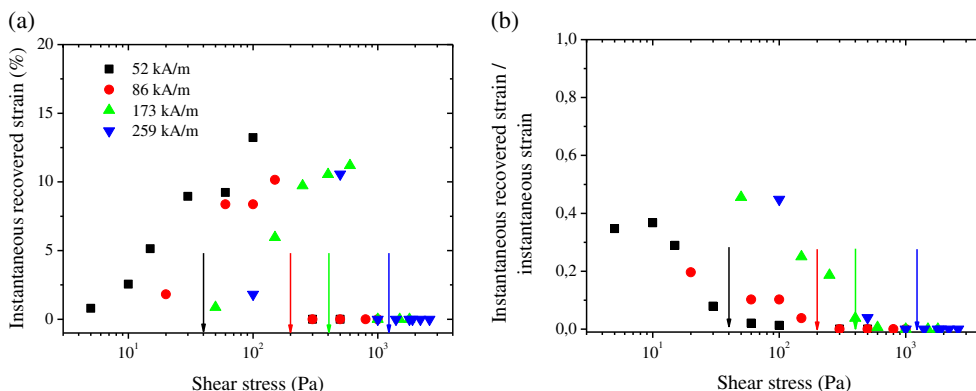 (a)
Instantaneous recovered strain (%)
20
15
10
5
0
52 kA/m
86 kA/m
173 kA/m
259 kA/m
10¹
10²
10³
Shear stress (Pa)
(b)
Instantaneous recovered strain /
instantaneous strain
1,0
0,8
0,6
0,4
0,2
0,0
10¹
10²
10³
Shear stress (Pa)